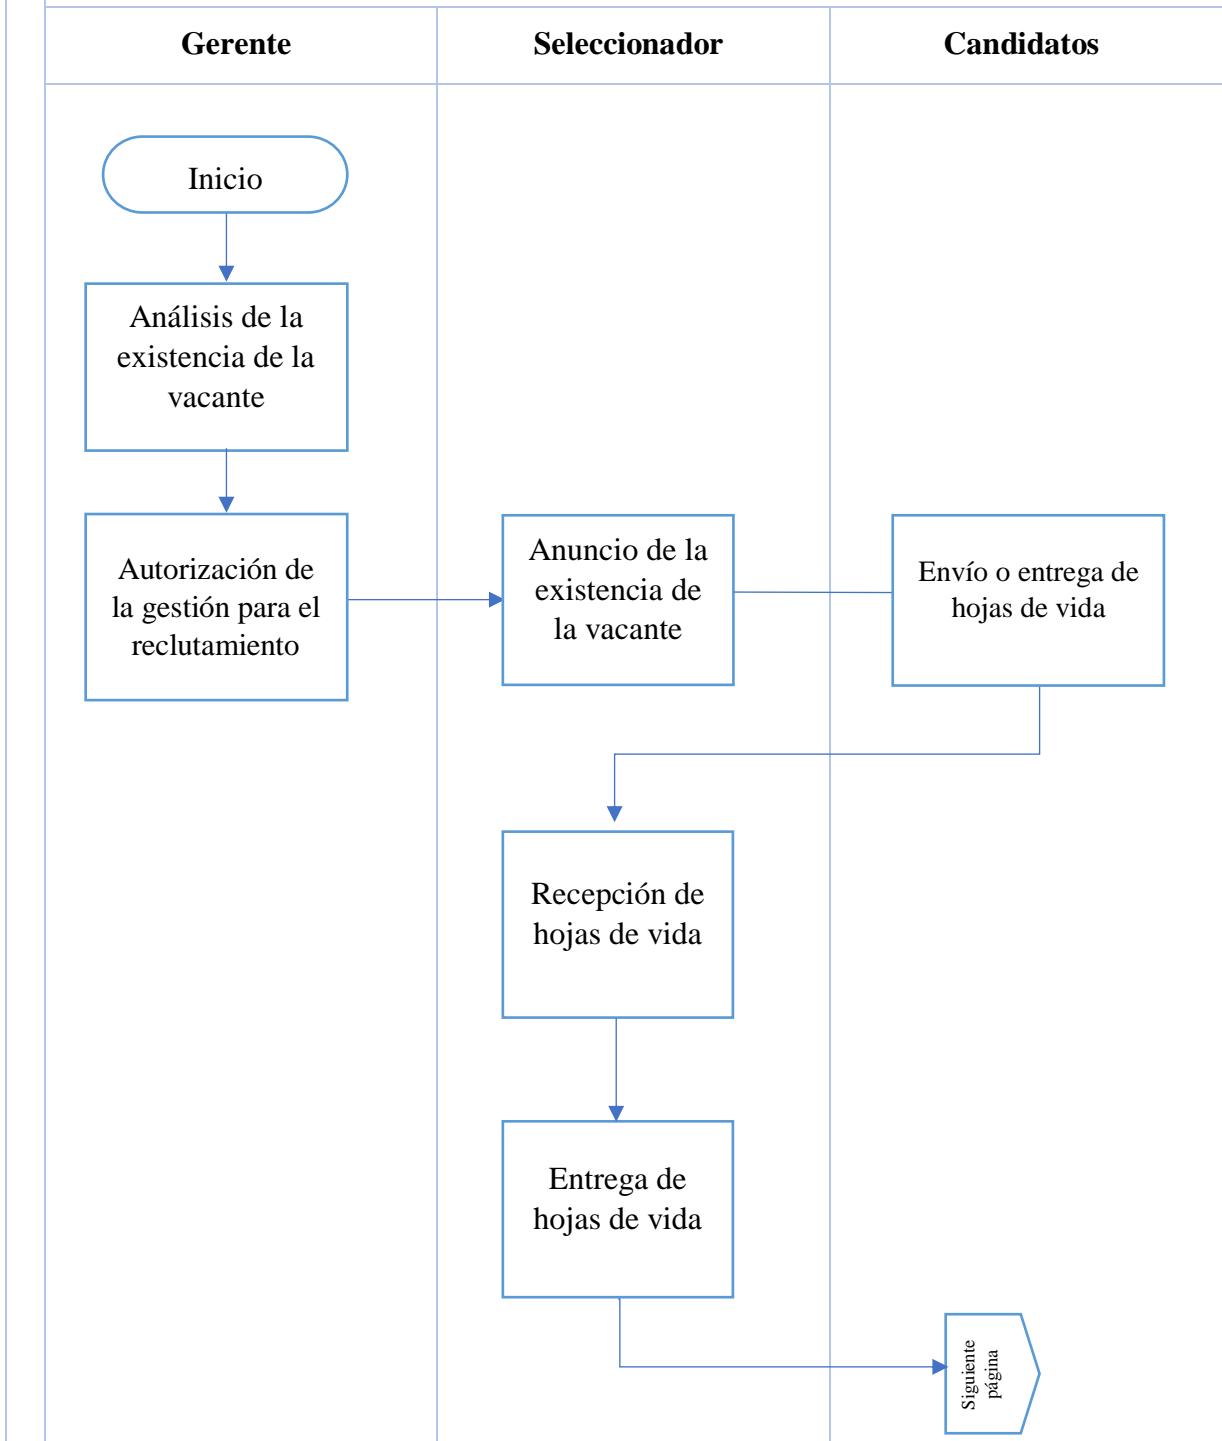 Gerente
Seleccionador
Candidatos
Inicio
Análisis de la
existencia de la
vacante
Autorización de
la gestión para el
reclutamiento
Anuncio de la
existencia de
la vacante
Envío o entrega de
hojas de vida
Recepción de
hojas de vida
Entrega de
hojas de vida
Siguiente
página